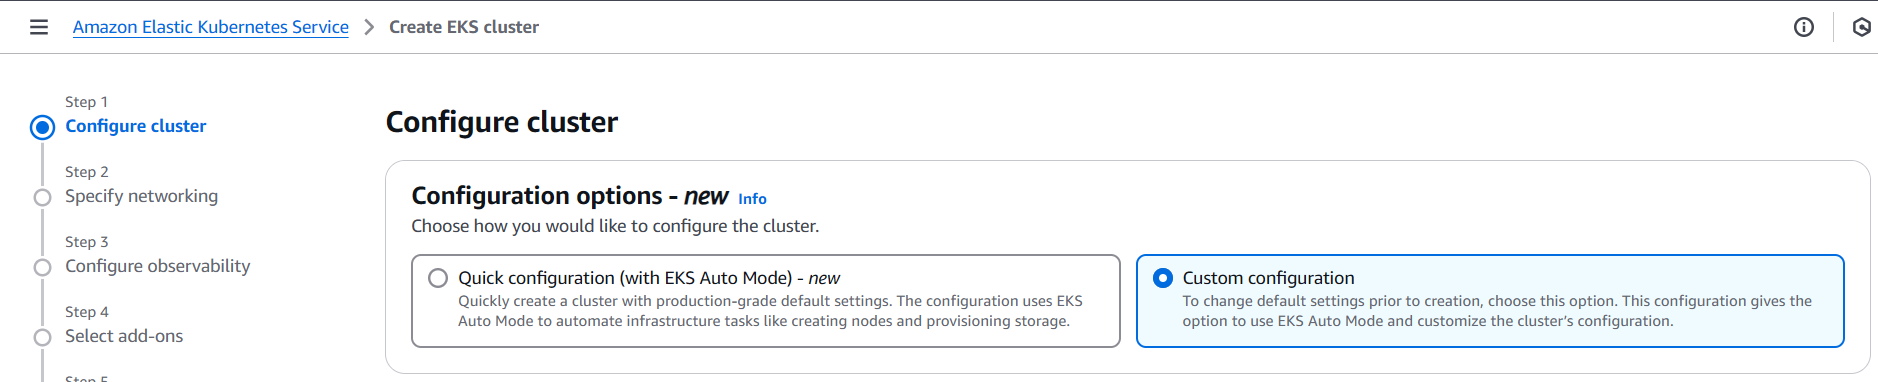 Amazon Elastic Kubernetes Service > Create EKS cluster
Step 1
Configure cluster
Step 2
Specify networking
Step 3
Configure observability
Step 4
Select add-ons
Step 5
Configure cluster
Configuration options - new Info
Choose how you would like to configure the cluster.
Quick configuration (with EKS Auto Mode) - new
Quickly create a cluster with production-grade default settings. The configuration uses EKS
Auto Mode to automate infrastructure tasks like creating nodes and provisioning storage.
Custom configuration
To change default settings prior to creation, choose this option. This configuration gives the
option to use EKS Auto Mode and customize the cluster’s configuration.